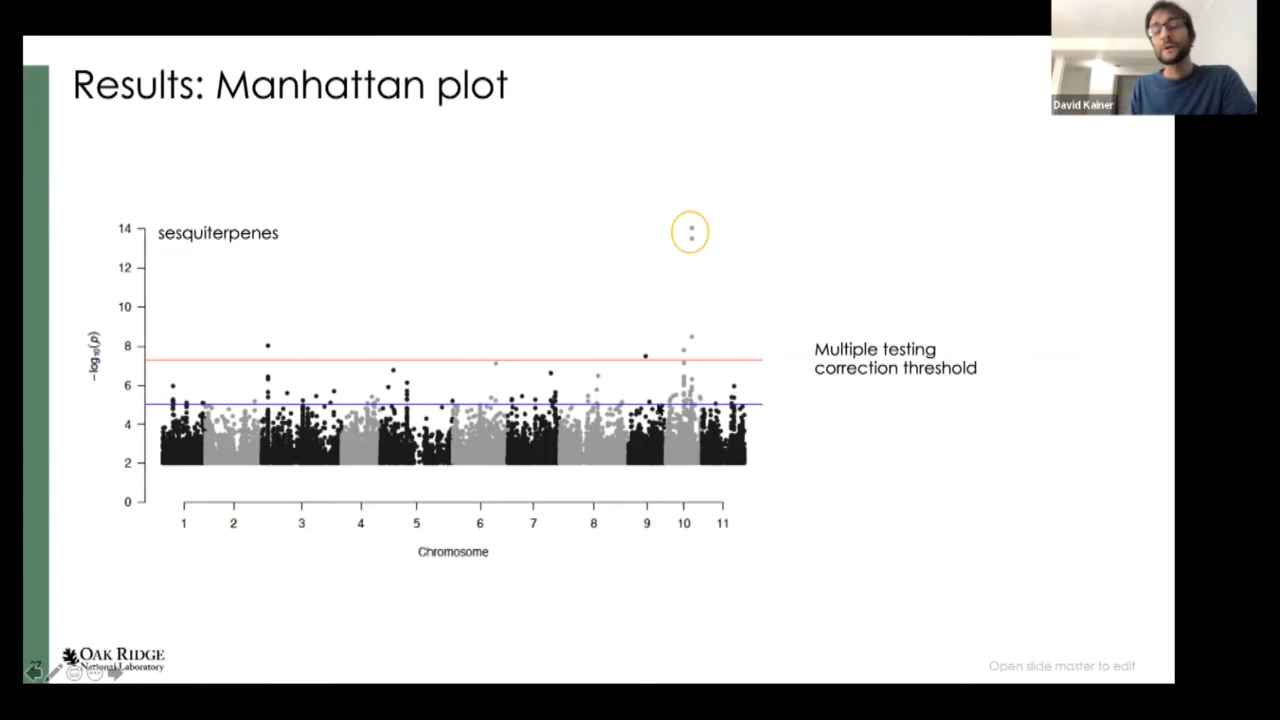 David Kainer
Results: Manhattan plot
sesquiterpenes
14
12
10
8
6
4
2
0
−log10(p)
1 2 3 4 5 6 7 8 9 10 11
Chromosome
Multiple testing
correction threshold
OAK RIDGE
National Laboratory
27
Open slide master to edit